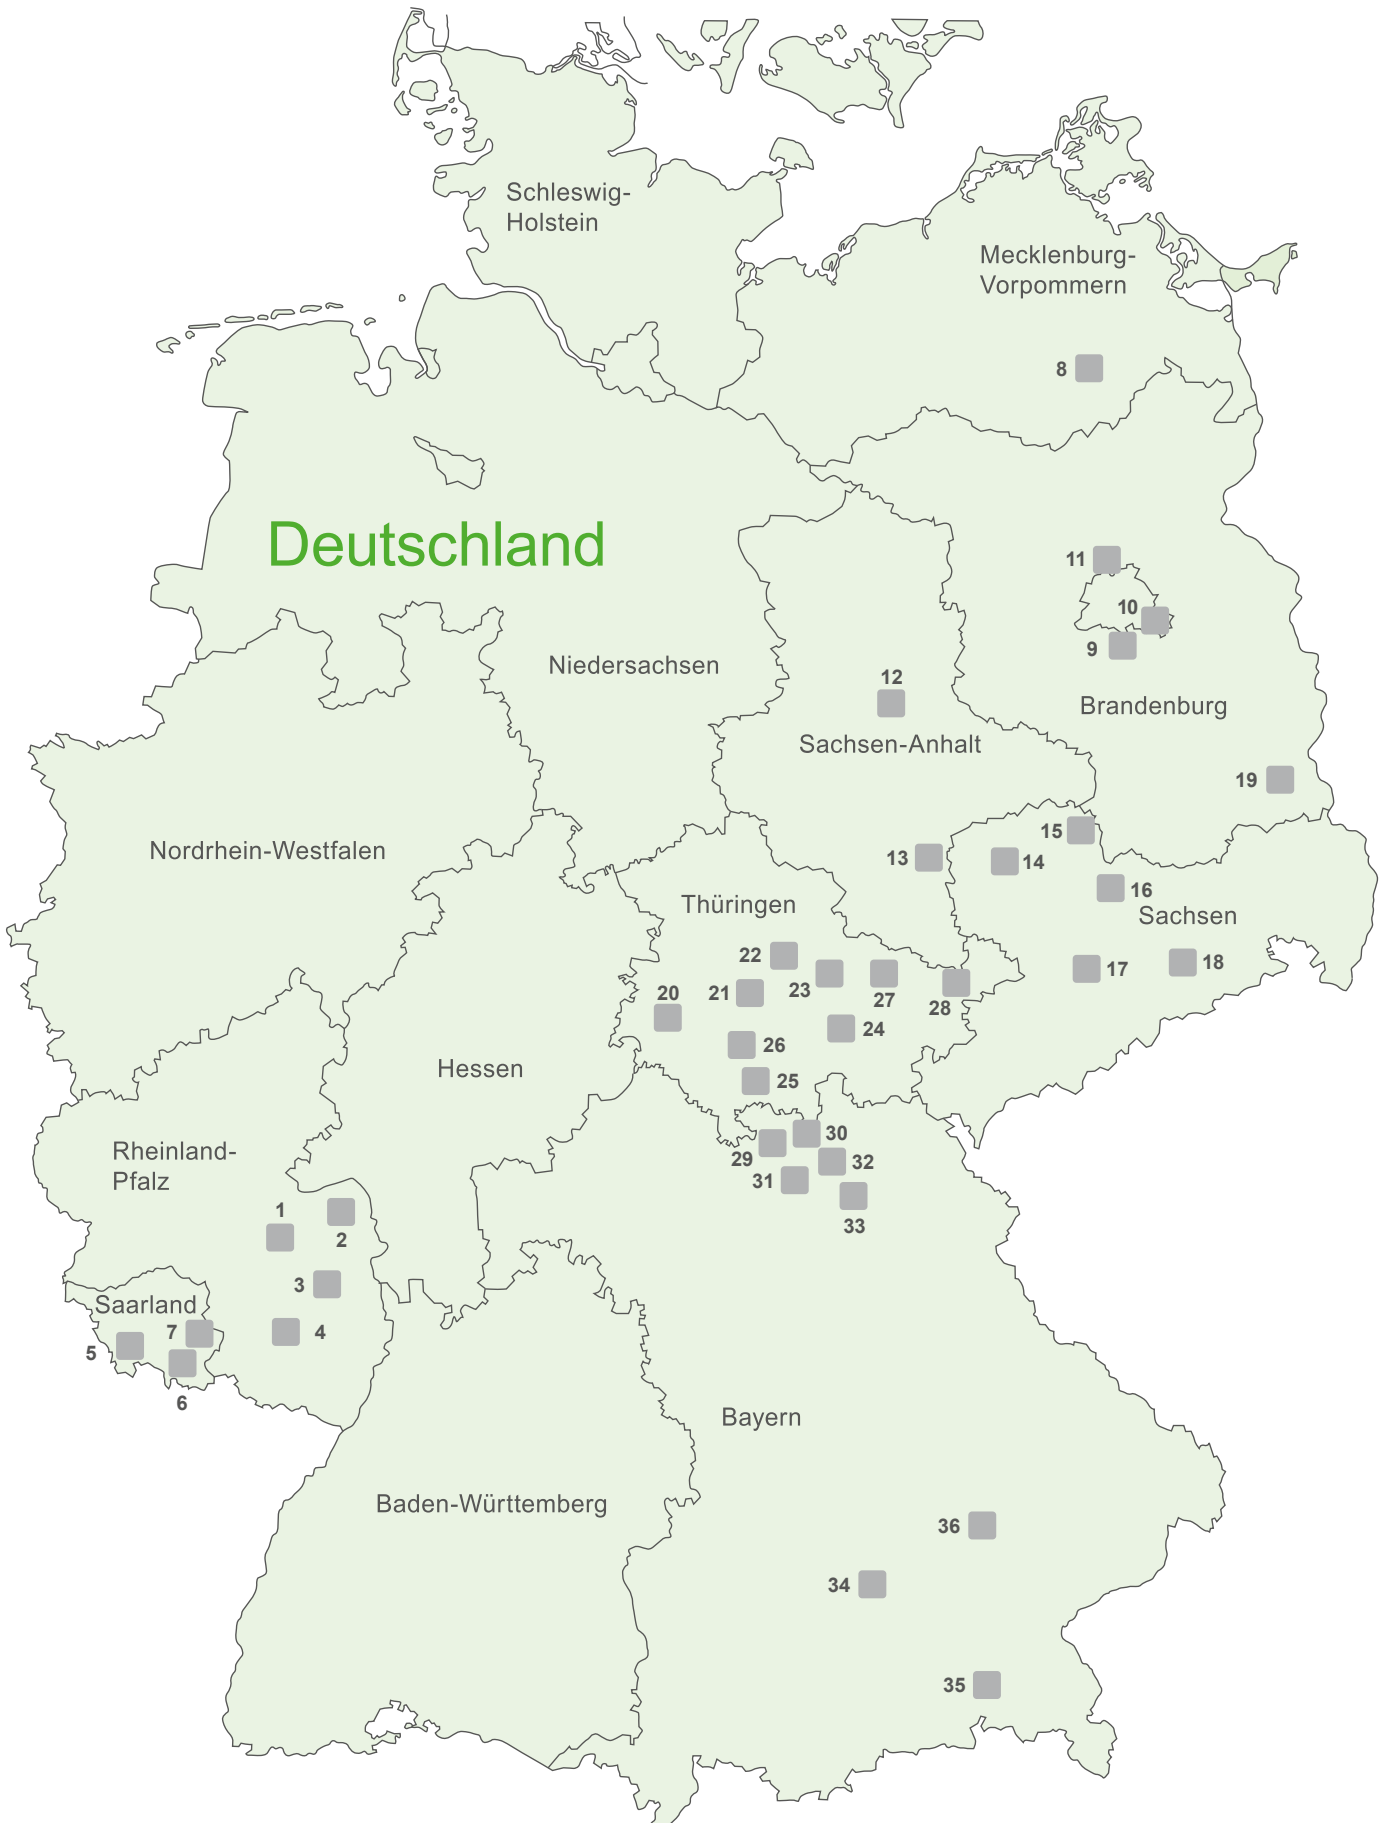 Schleswig-
Holstein
Mecklenburg-
Vorpommern
8
Deutschland
11
10
9
Niedersachsen
12
Brandenburg
Sachsen-Anhalt
19
15
Nordrhein-Westfalen
13
14
16
Thüringen
Sachsen
22
17
18
20
21
23
27
28
24
26
Hessen
25
30
Rheinland-
Pfalz
29
32
31
1
33
2
3
Saarland
7
4
5
6
Bayern
Baden-Württemberg
36
34
35